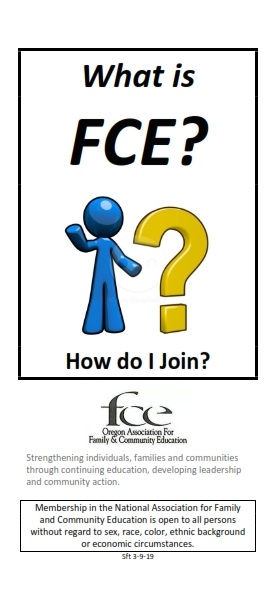 What is
FCE?
How do I Join?
fce
Oregon Association For
Family & Community Education
Strengthening individuals, families and communities
through continuing education, developing leadership
and community action.
Membership in the National Association for Family
and Community Education is open to all persons
without regard to sex, race, color, ethnic background
or economic circumstances.
Sft 3-9-19